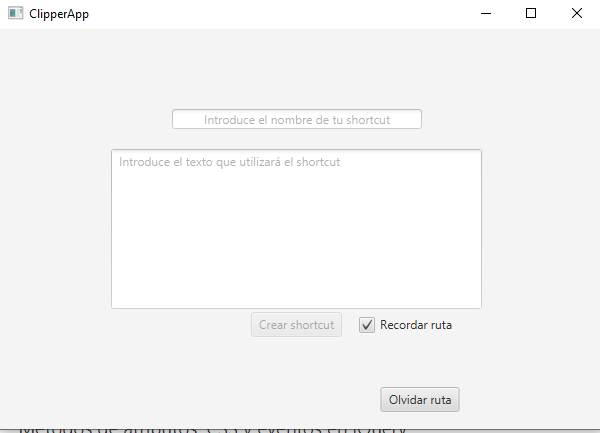 ClipperApp
Introduce el nombre de tu shortcut
Introduce el texto que utilizará el shortcut
Crear shortcut
Recordar ruta
Olvidar ruta